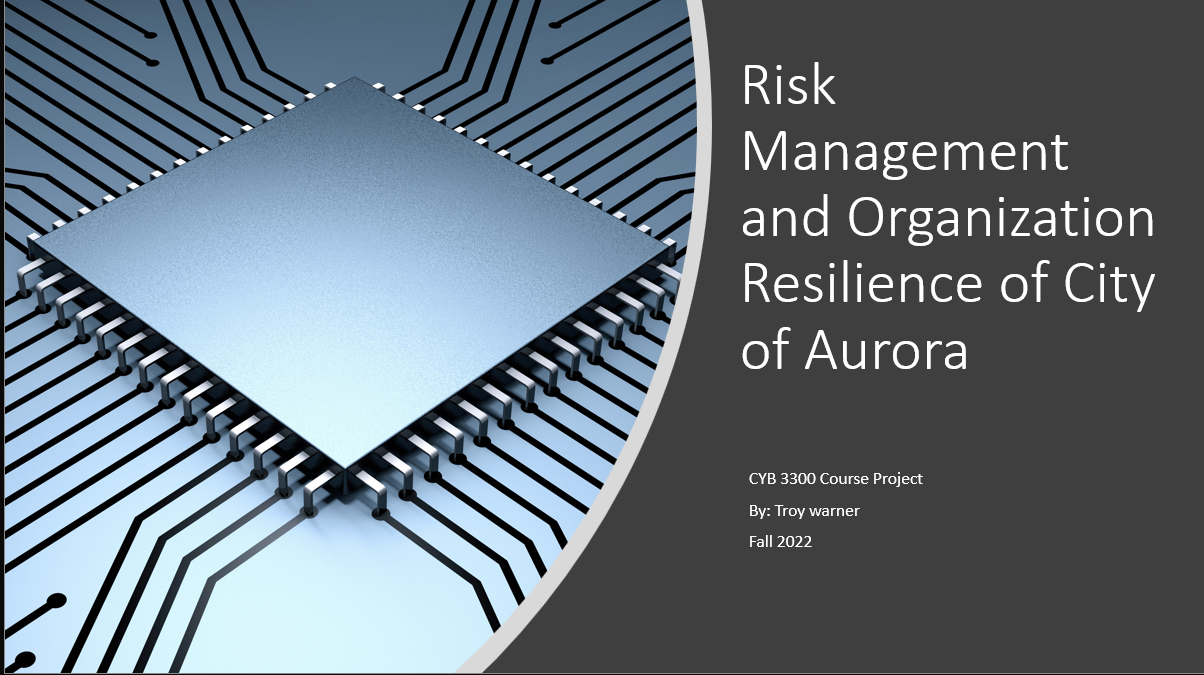 Risk
Management
and Organization
Resilience of City
of Aurora
CYB 3300 Course Project
By: Troy warner
Fall 2022